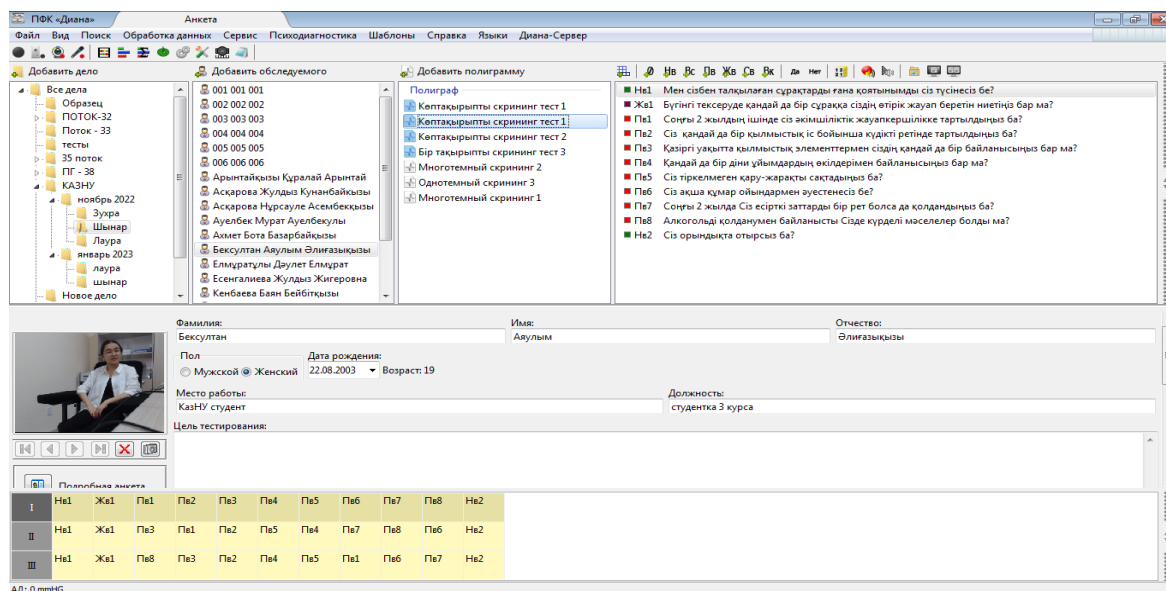 ПФК «Диана» Анкета
Файл Вид Поиск Обработка данных Сервис Психодиагностика Шаблоны Справка Языки Диана-Сервер
Добавить дело
Все дела
Образец
ПОТОК-32
Поток - 33
тесты
35 поток
ПГ - 38
КАЗНУ
ноябрь 2022
Зухра
Шынар
Лаура
январь 2023
лаура
шынар
Новое дело
Добавить обследуемого
001 001 001
002 002 002
003 003 003
004 004 004
005 005 005
006 006 006
Арынтайқызы Құралай Арынтай
Асқарова Жулдыз Кунанбайкызы
Асқарова Нұрсауле Асембекқызы
Ауелбек Мурат Ауелбекулы
Ахмет Бота Базарбайқызы
Бексултан Аяулым Әлиғазықызы
Елмұратұлы Дәулет Елмұрат
Есенгалиева Жулдыз Жигеровна
Кенбаева Баян Бейбітқызы
Добавить полиграмму
Полиграф
Көптақырыпты скрининг тест 1
Көптақырыпты скрининг тест 1
Көптақырыпты скрининг тест 2
Бір тақырыпты скрининг тест 3
Многотемный скрининг 2
Однотемный скрининг 3
Многотемный скрининг 1
Нв Вс Пв Жв Св Вк Да Нет
Нв1 Мен сізбен талқылаған сұрақтарды ғана қоятынымды сіз түсінесіз бе?
Жв1 Бүгінгі тексеруде қандай да бір сұраққа сіздің өтірік жауап беретін ниетіңіз бар ма?
Пв1 Соңғы 2 жылдың ішінде сіз әкімшіліктік жауапкершілікке тартылдыңыз ба?
Пв2 Сіз қандай да бір қылмыстық іс бойынша күдікті ретінде тартылдыңыз ба?
Пв3 Қазіргі уақытта қылмыстық элементтермен сіздің қандай да бір байланысыңыз бар ма?
Пв4 Қандай да бір діни ұйымдардың өкілдерімен байланысыңыз бар ма?
Пв5 Сіз тіркелмеген қару-жарақты сақтадыңыз ба?
Пв6 Сіз ақша құмар ойындармен әуестенесіз бе?
Пв7 Соңғы 2 жылда Сіз есірткі заттарды бір рет болса да қолдандыңыз ба?
Пв8 Алкогольді қолданумен байланысты Сізде күрделі мәселелер болды ма?
Нв2 Сіз орындықта отырсыз ба?
Фамилия: Имя: Отчество:
Бексултан Аяулым Әлиғазықызы
Пол Дата рождения:
Мужской Женский 22.08.2003 Возраст: 19
Место работы: Должность:
КазНУ студент студентка 3 курса
Цель тестирования:
Подробная анкета
I Нв1 Жв1 Пв1 Пв2 Пв3 Пв4 Пв5 Пв6 Пв7 Пв8 Нв2
II Нв1 Жв1 Пв3 Пв1 Пв2 Пв5 Пв4 Пв7 Пв8 Пв6 Нв2
III Нв1 Жв1 Пв8 Пв3 Пв2 Пв4 Пв5 Пв1 Пв6 Пв7 Нв2
АД: 0 mmHG